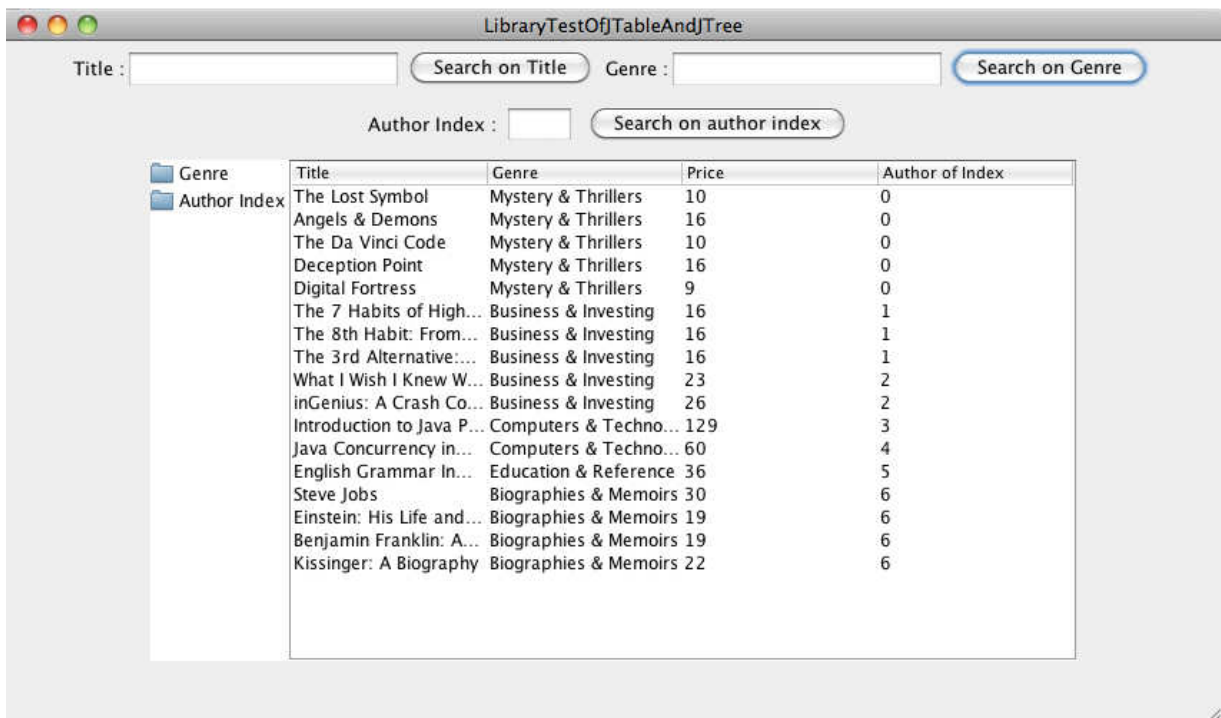 LibraryTestOfJTableAndJTree
Title : Search on Title Genre : Search on Genre
Author Index : Search on author index
Genre
Author Index
Title Genre Price Author of Index
The Lost Symbol Mystery & Thrillers 10 0
Angels & Demons Mystery & Thrillers 16 0
The Da Vinci Code Mystery & Thrillers 10 0
Deception Point Mystery & Thrillers 16 0
Digital Fortress Mystery & Thrillers 9 0
The 7 Habits of High... Business & Investing 16 1
The 8th Habit: From... Business & Investing 16 1
The 3rd Alternative:... Business & Investing 16 1
What I Wish I Knew W... Business & Investing 23 2
inGenius: A Crash Co... Business & Investing 26 2
Introduction to Java P... Computers & Techno... 129 3
Java Concurrency in... Computers & Techno... 60 4
English Grammar In... Education & Reference 36 5
Steve Jobs Biographies & Memoirs 30 6
Einstein: His Life and... Biographies & Memoirs 19 6
Benjamin Franklin: A... Biographies & Memoirs 19 6
Kissinger: A Biography Biographies & Memoirs 22 6